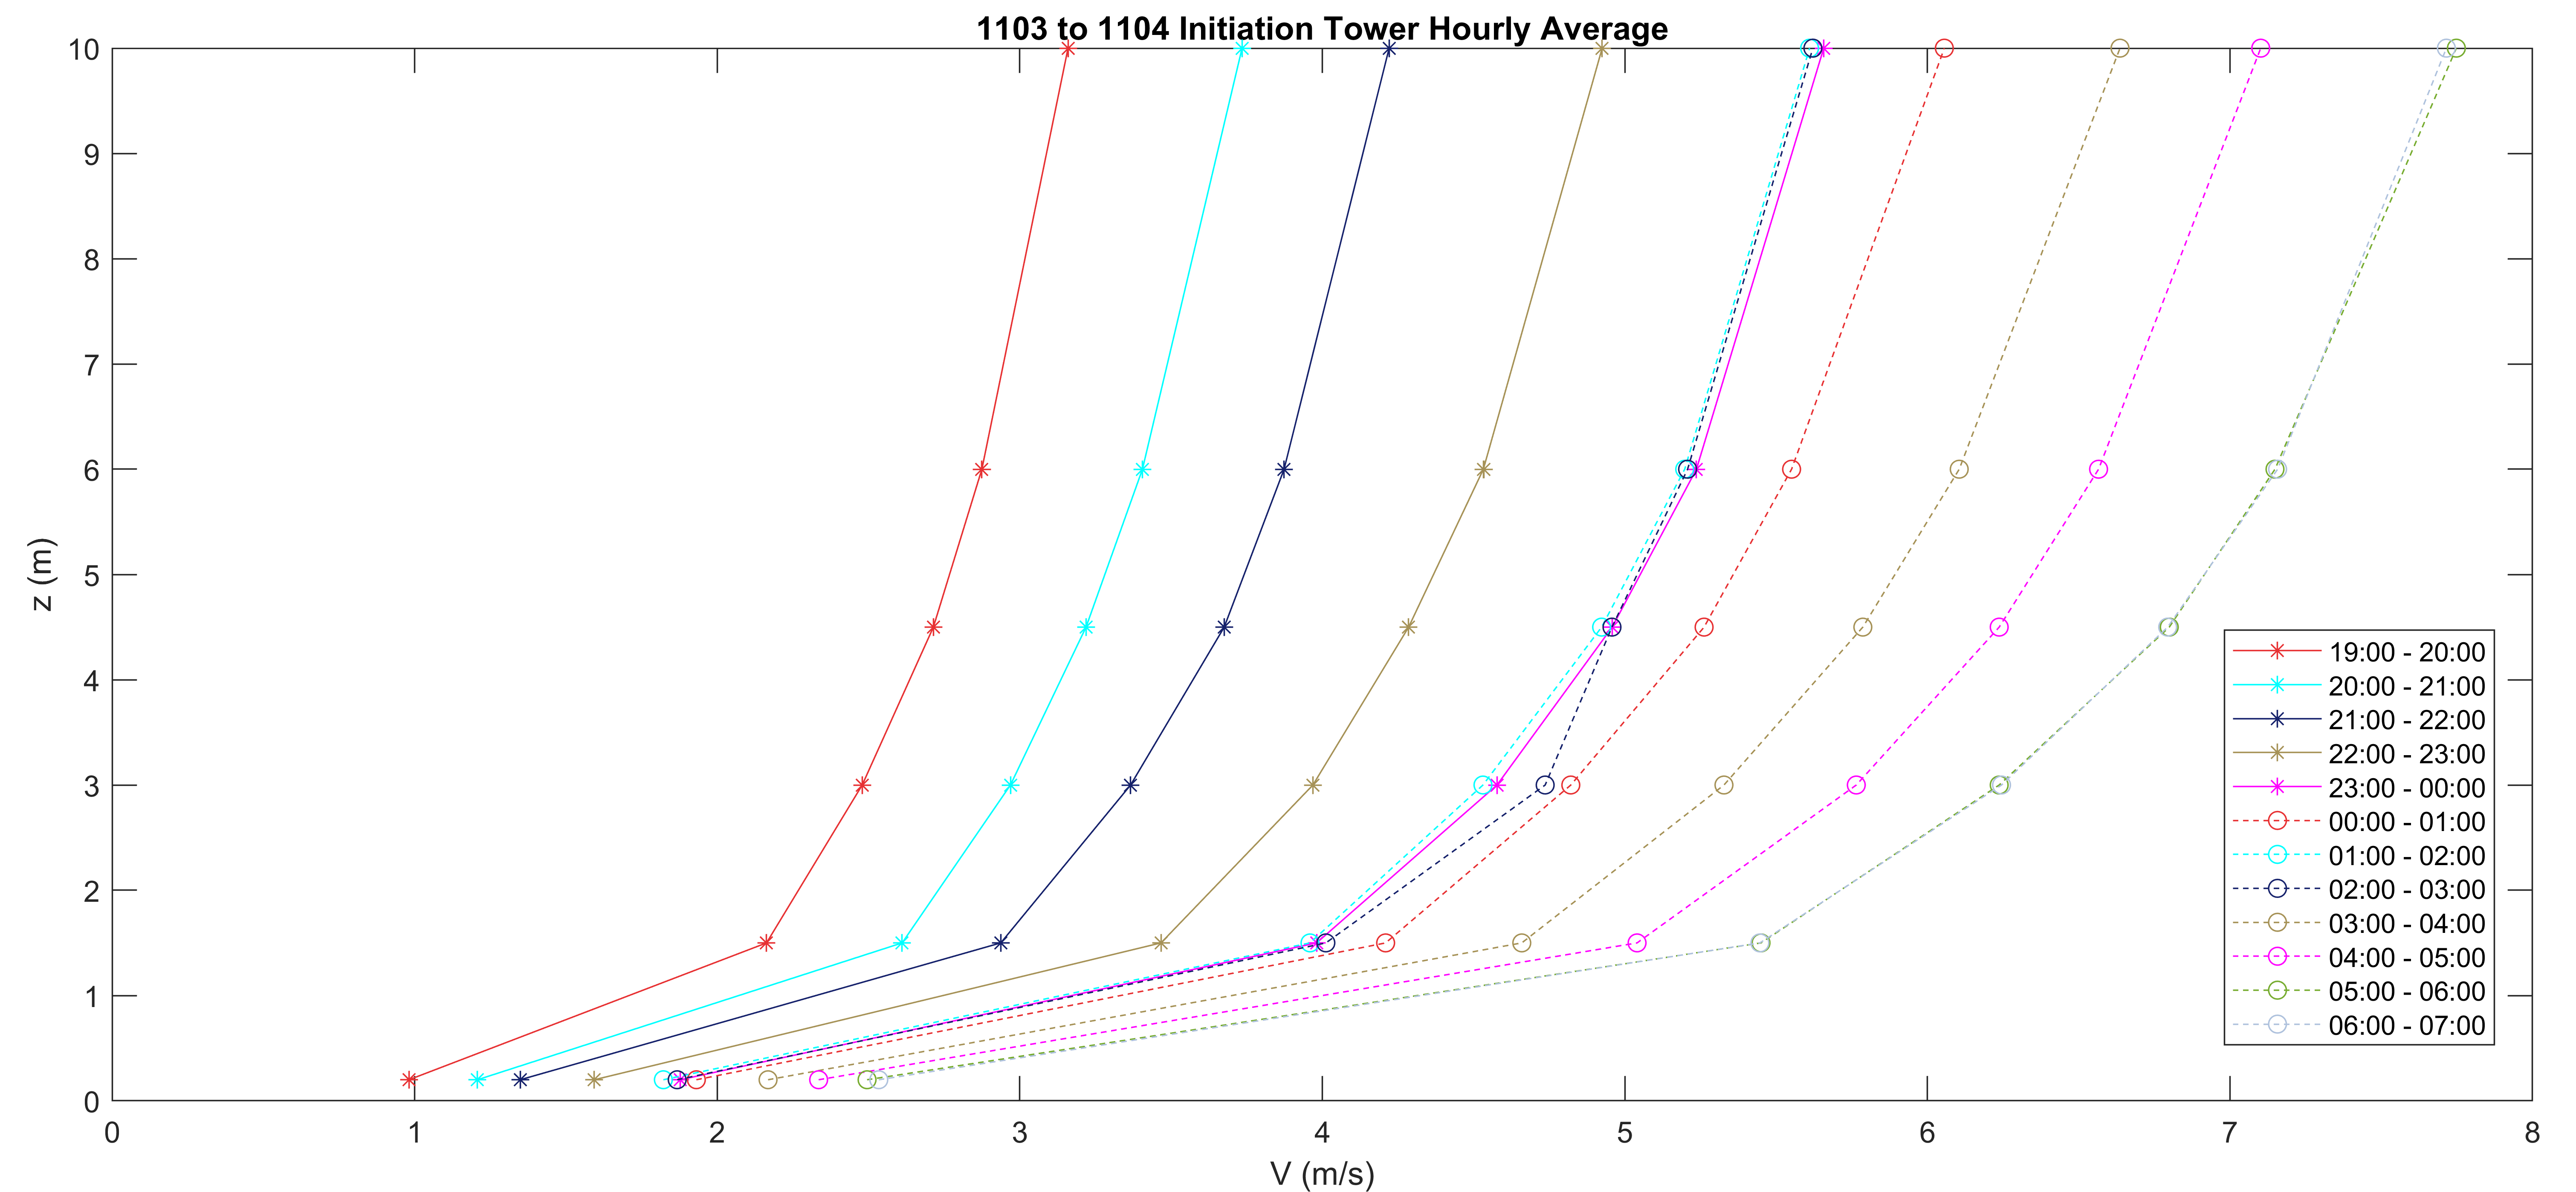 1103 to 1104 Initiation Tower Hourly Average
10
9
8
7
6
5
4
3
2
1
0
z (m)
0 1 2 3 4 5 6 7 8
V (m/s)
19:00 - 20:00
20:00 - 21:00
21:00 - 22:00
22:00 - 23:00
23:00 - 00:00
00:00 - 01:00
01:00 - 02:00
02:00 - 03:00
03:00 - 04:00
04:00 - 05:00
05:00 - 06:00
06:00 - 07:00